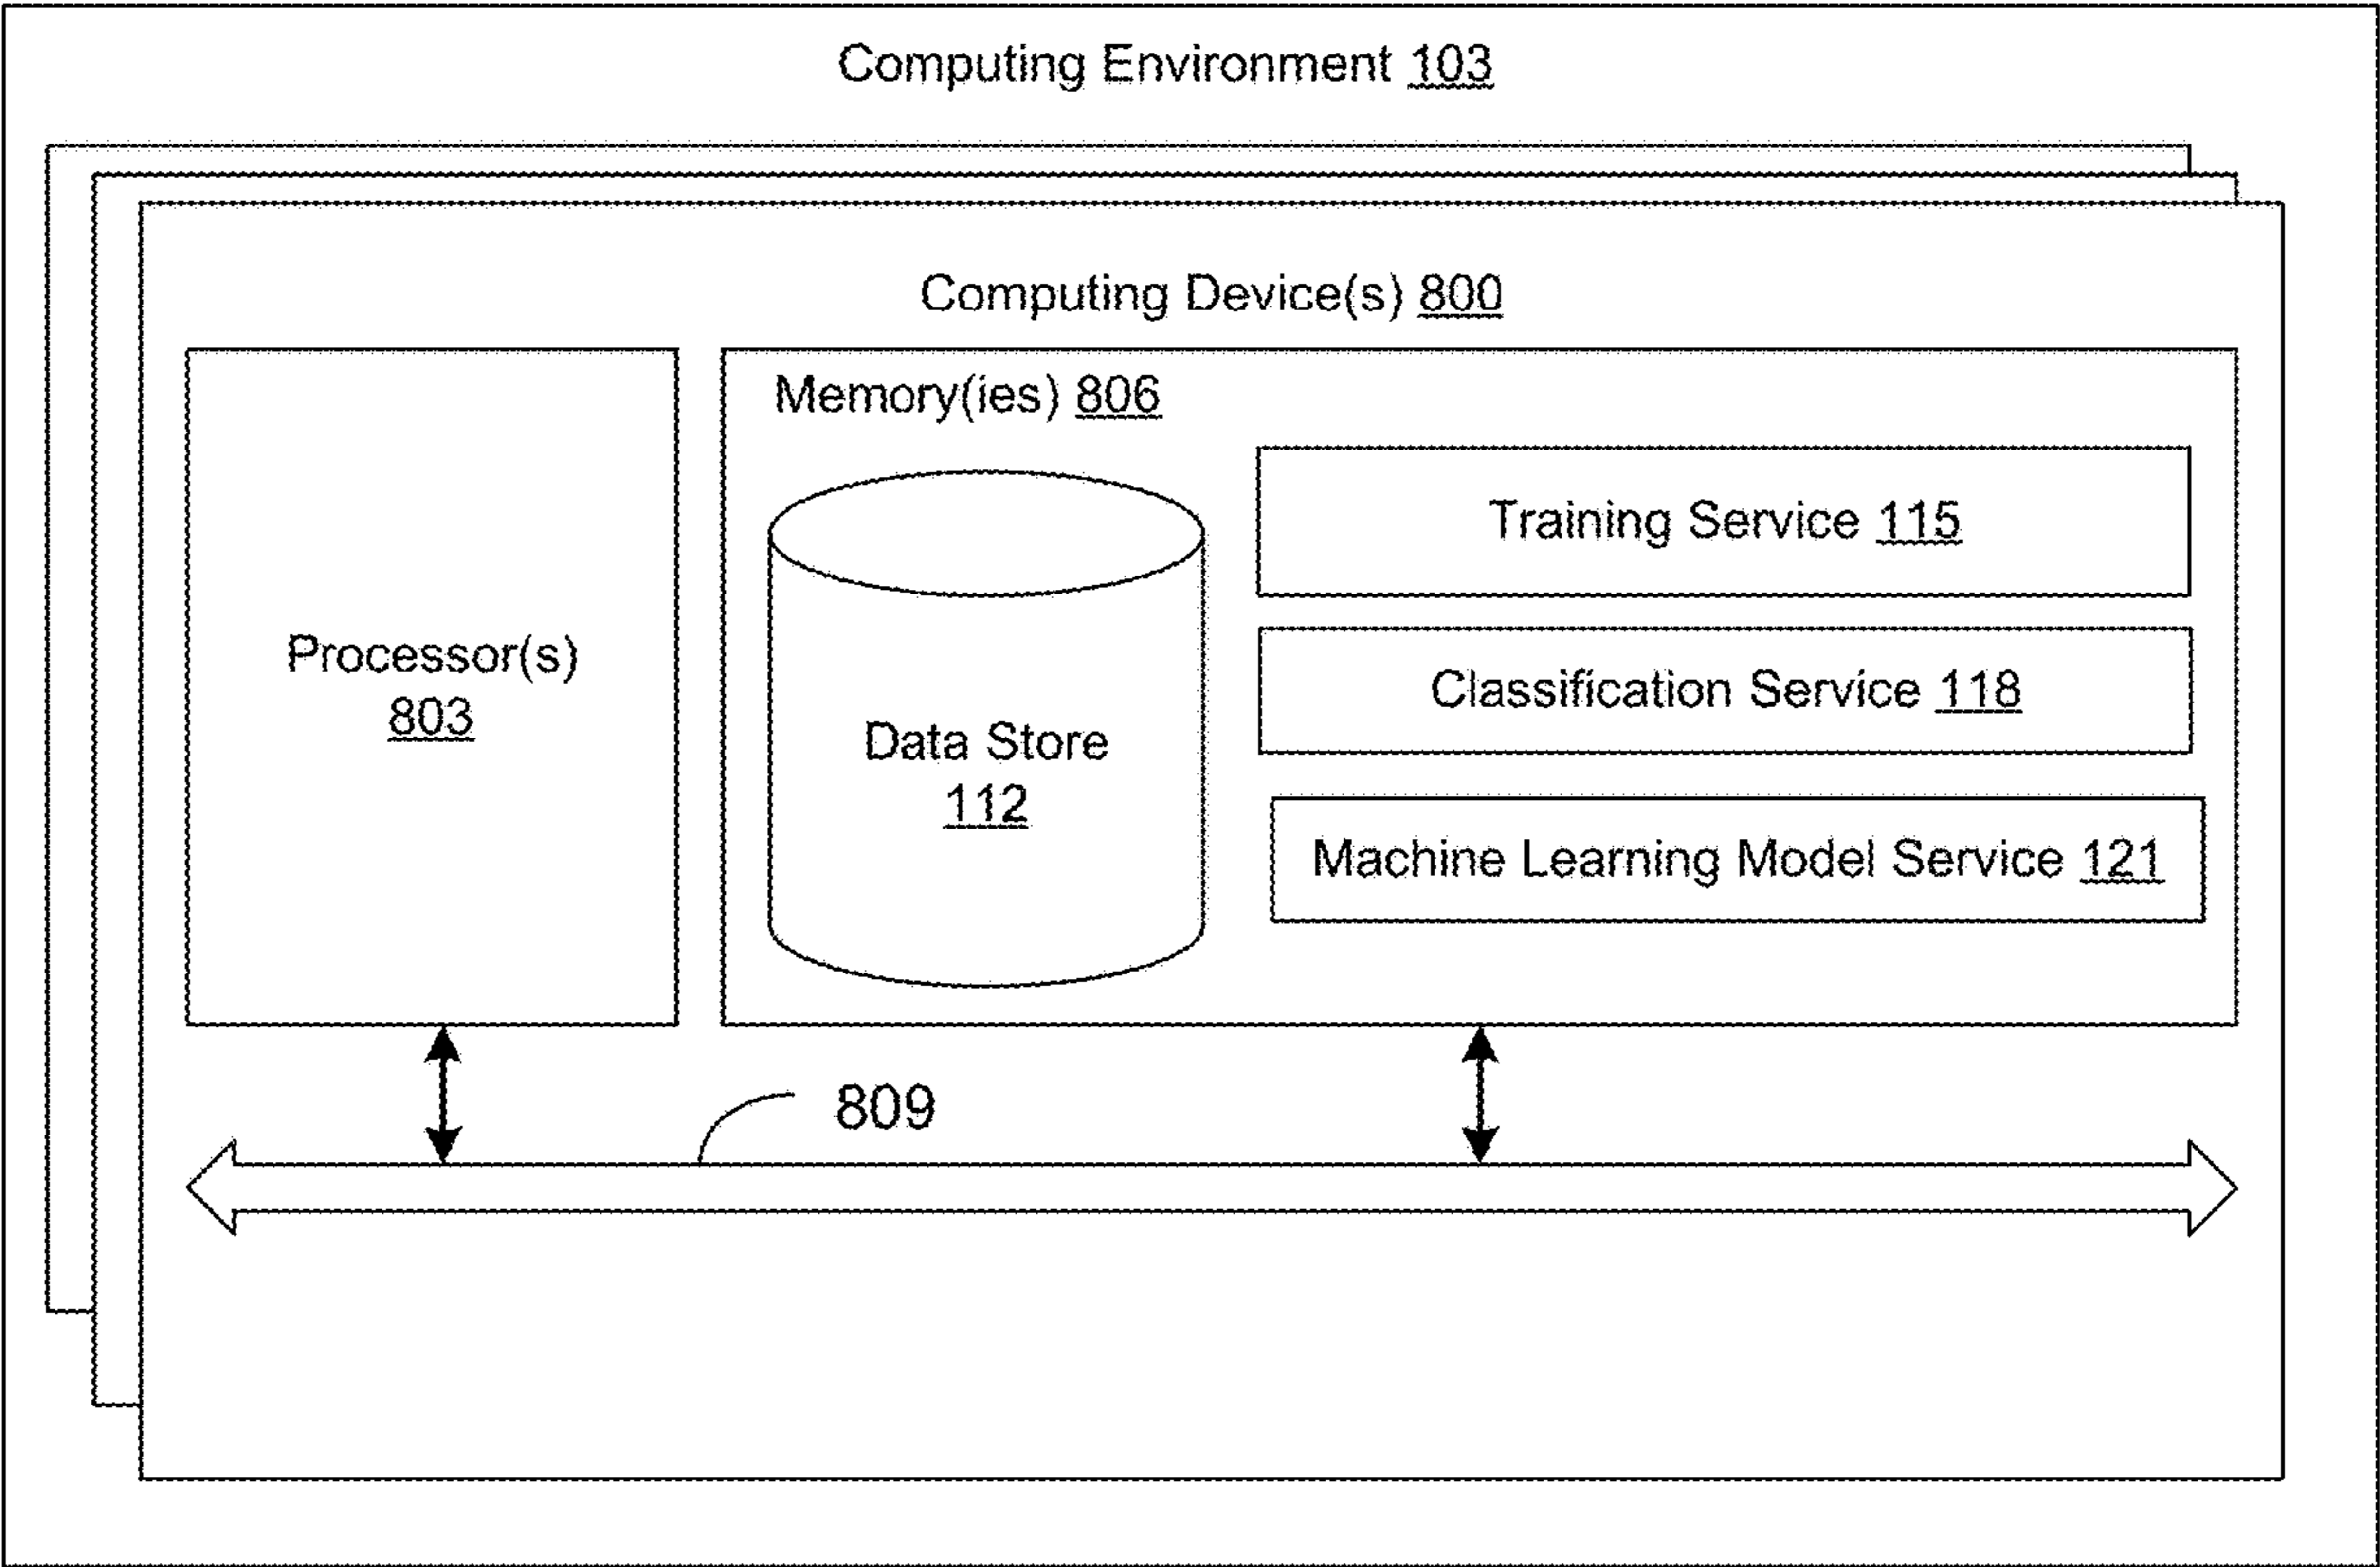 Computing Environment 103
Computing Device(s) 800
Processor(s)
803
Memory(ies) 806
Data Store
112
Training Service 115
Classification Service 118
Machine Learning Model Service 121
809